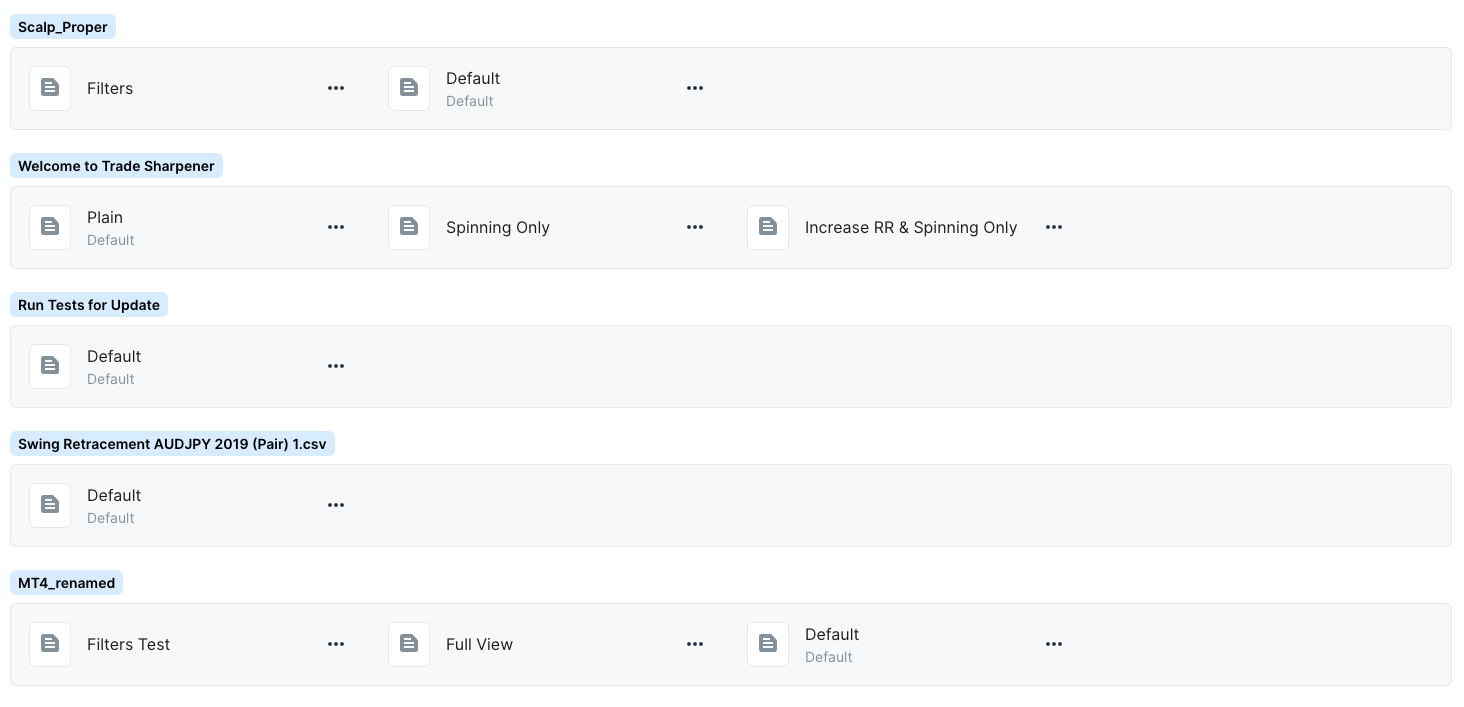 Scalp_Proper
Filters
Default
Default
Welcome to Trade Sharpener
Plain
Default
Spinning Only
Increase RR & Spinning Only
Run Tests for Update
Default
Default
Swing Retracement AUDJPY 2019 (Pair) 1.csv
Default
Default
MT4_renamed
Filters Test
Full View
Default
Default